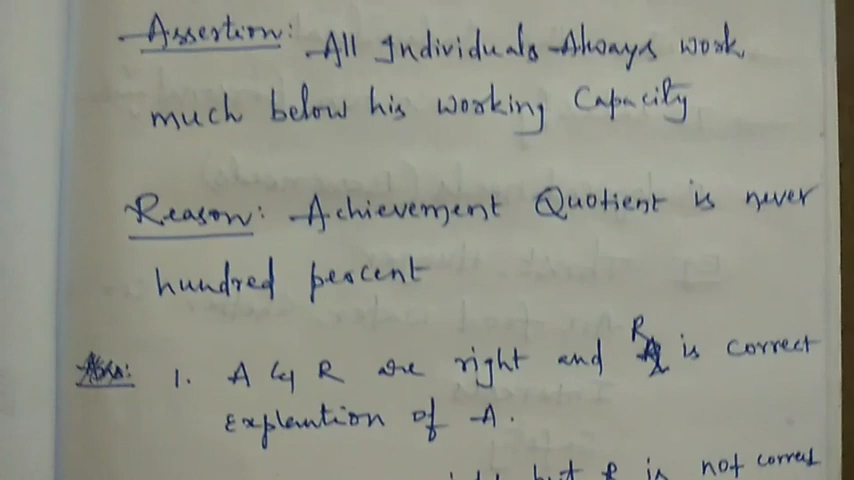 Assertion: All Individuals Always work
much below his working Capacity
Reason: Achievement Quotient is never
hundred percent
Ans: 1. A & R are right and R is correct
Explantion of A.
but R is not correct